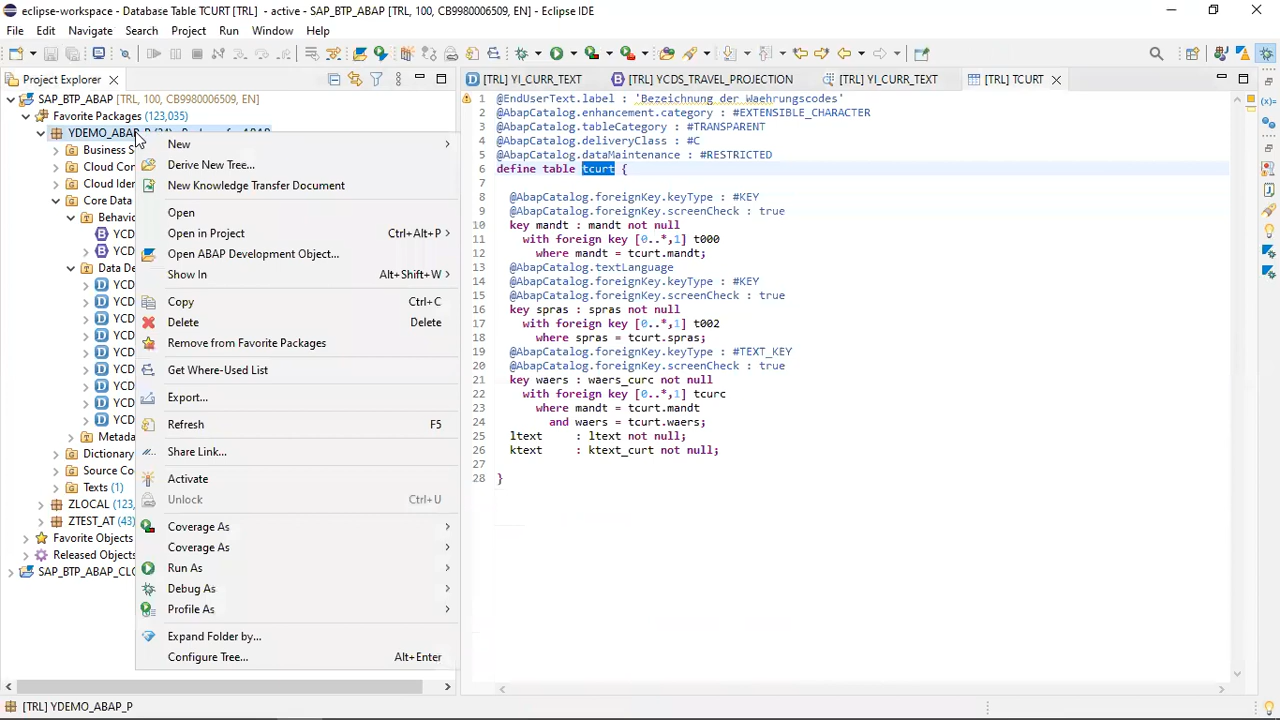 eclipse-workspace - Database Table TCURT [TRL] - active - SAP_BTP_ABAP [TRL, 100, CB9980006509, EN] - Eclipse IDE
File Edit Navigate Search Project Run Window Help
Project Explorer
SAP_BTP_ABAP [TRL, 100, CB9980006509, EN]
Favorite Packages (123,035)
YDEMO_ABAP_P
Business S
Cloud Con
Cloud Iden
Core Data
Behavio
YCD
YCD
Data De
YCD
YCD
YCD
YCD
YCD
YCD
YCD
YCD
YCD
Metada
Dictionary
Source Co
Texts (1)
ZLOCAL (123,
ZTEST_AT (43)
Favorite Objects
Released Objects
SAP_BTP_ABAP_CLO
New
Derive New Tree...
New Knowledge Transfer Document
Open
Open in Project Ctrl+Alt+P
Open ABAP Development Object...
Show In Alt+Shift+W
Copy Ctrl+C
Delete Delete
Remove from Favorite Packages
Get Where-Used List
Export...
Refresh F5
Share Link...
Activate
Unlock Ctrl+U
Coverage As
Coverage As
Run As
Debug As
Profile As
Expand Folder by...
Configure Tree... Alt+Enter
[TRL] YI_CURR_TEXT [TRL] YCDS_TRAVEL_PROJECTION [TRL] YI_CURR_TEXT [TRL] TCURT
1 @EndUserText.label : 'Bezeichnung der Waehrungscodes'
2 @AbapCatalog.enhancement.category : #EXTENSIBLE_CHARACTER
3 @AbapCatalog.tableCategory : #TRANSPARENT
4 @AbapCatalog.deliveryClass : #C
5 @AbapCatalog.dataMaintenance : #RESTRICTED
6 define table tcurt {
7
8 @AbapCatalog.foreignKey.keyType : #KEY
9 @AbapCatalog.foreignKey.screenCheck : true
10 key mandt : mandt not null
11 with foreign key [0..*,1] t000
12 where mandt = tcurt.mandt;
13 @AbapCatalog.textLanguage
14 @AbapCatalog.foreignKey.keyType : #KEY
15 @AbapCatalog.foreignKey.screenCheck : true
16 key spras : spras not null
17 with foreign key [0..*,1] t002
18 where spras = tcurt.spras;
19 @AbapCatalog.foreignKey.keyType : #TEXT_KEY
20 @AbapCatalog.foreignKey.screenCheck : true
21 key waers : waers_curc not null
22 with foreign key [0..*,1] tcurc
23 where mandt = tcurt.mandt
24 and waers = tcurt.waers;
25 ltext : ltext not null;
26 ktext : ktext_curt not null;
27
28 }
[TRL] YDEMO_ABAP_P